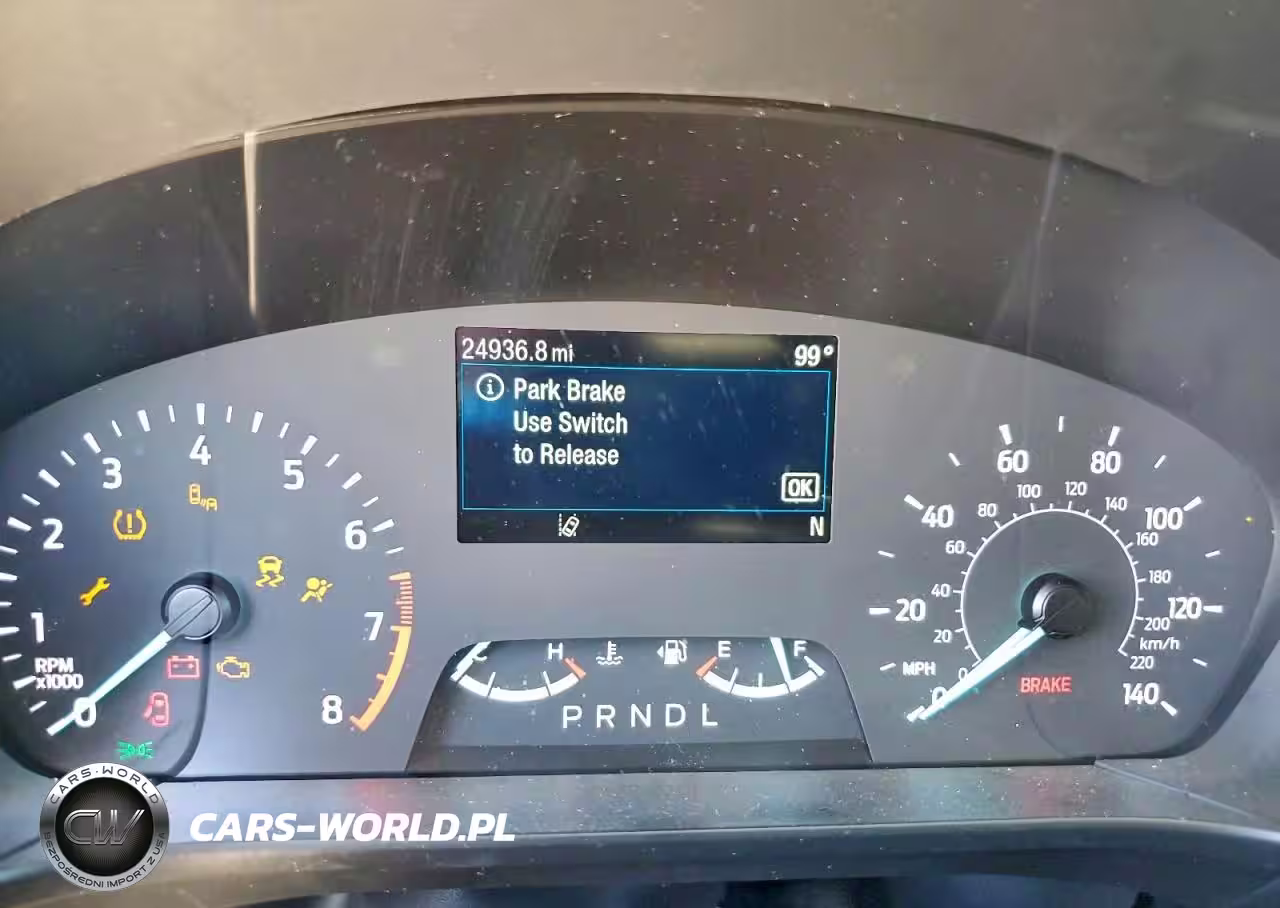 24936.8 mi 99°
Park Brake
Use Switch
to Release
OK
N
0 1 2 3 4 5 6 7 8
RPM
x1000
C H E F
P R N D L
0 20 40 60 80 100 120 140
MPH
0 20 40 60 80 100 120 140 160 180 200 220
km/h
BRAKE
CARS-WORLD
CW
BEZPOŚREDNI IMPORT Z USA
CARS-WORLD.PL